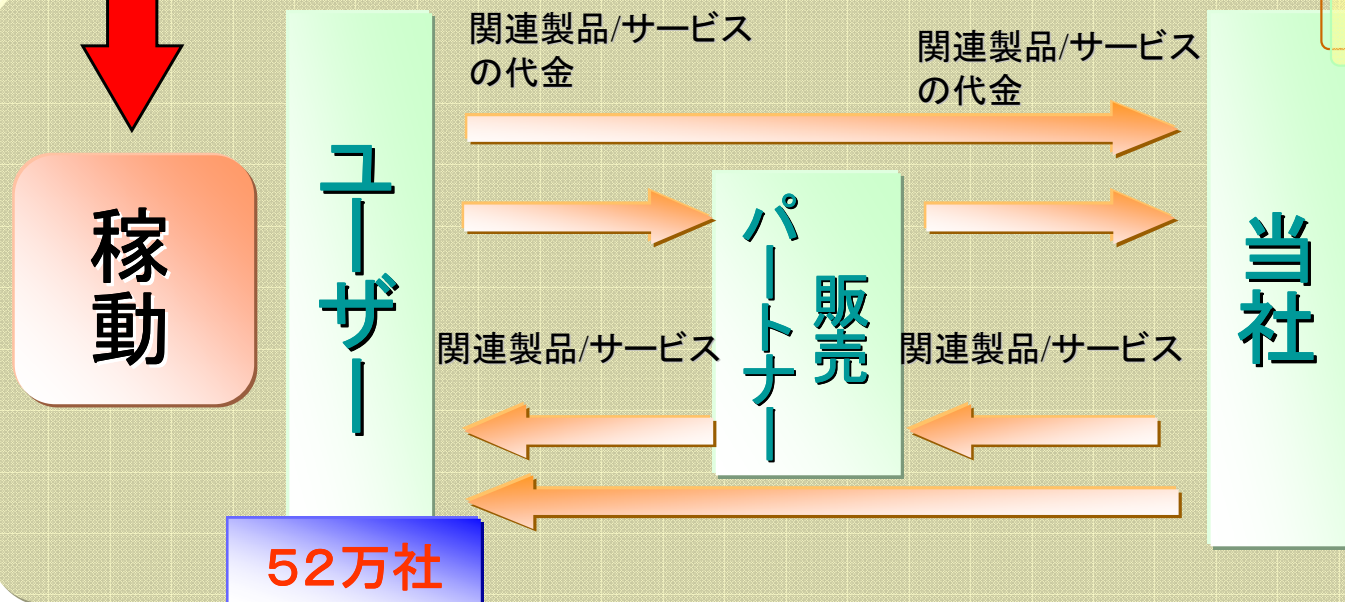 稼動
ユーザー
52万社
関連製品/サービス
の代金
関連製品/サービス
の代金
販売
パートナー
関連製品/サービス
関連製品/サービス
当社